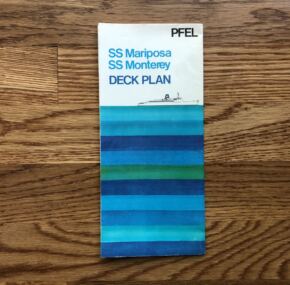 PFEL
SS Mariposa
SS Monterey
DECK PLAN